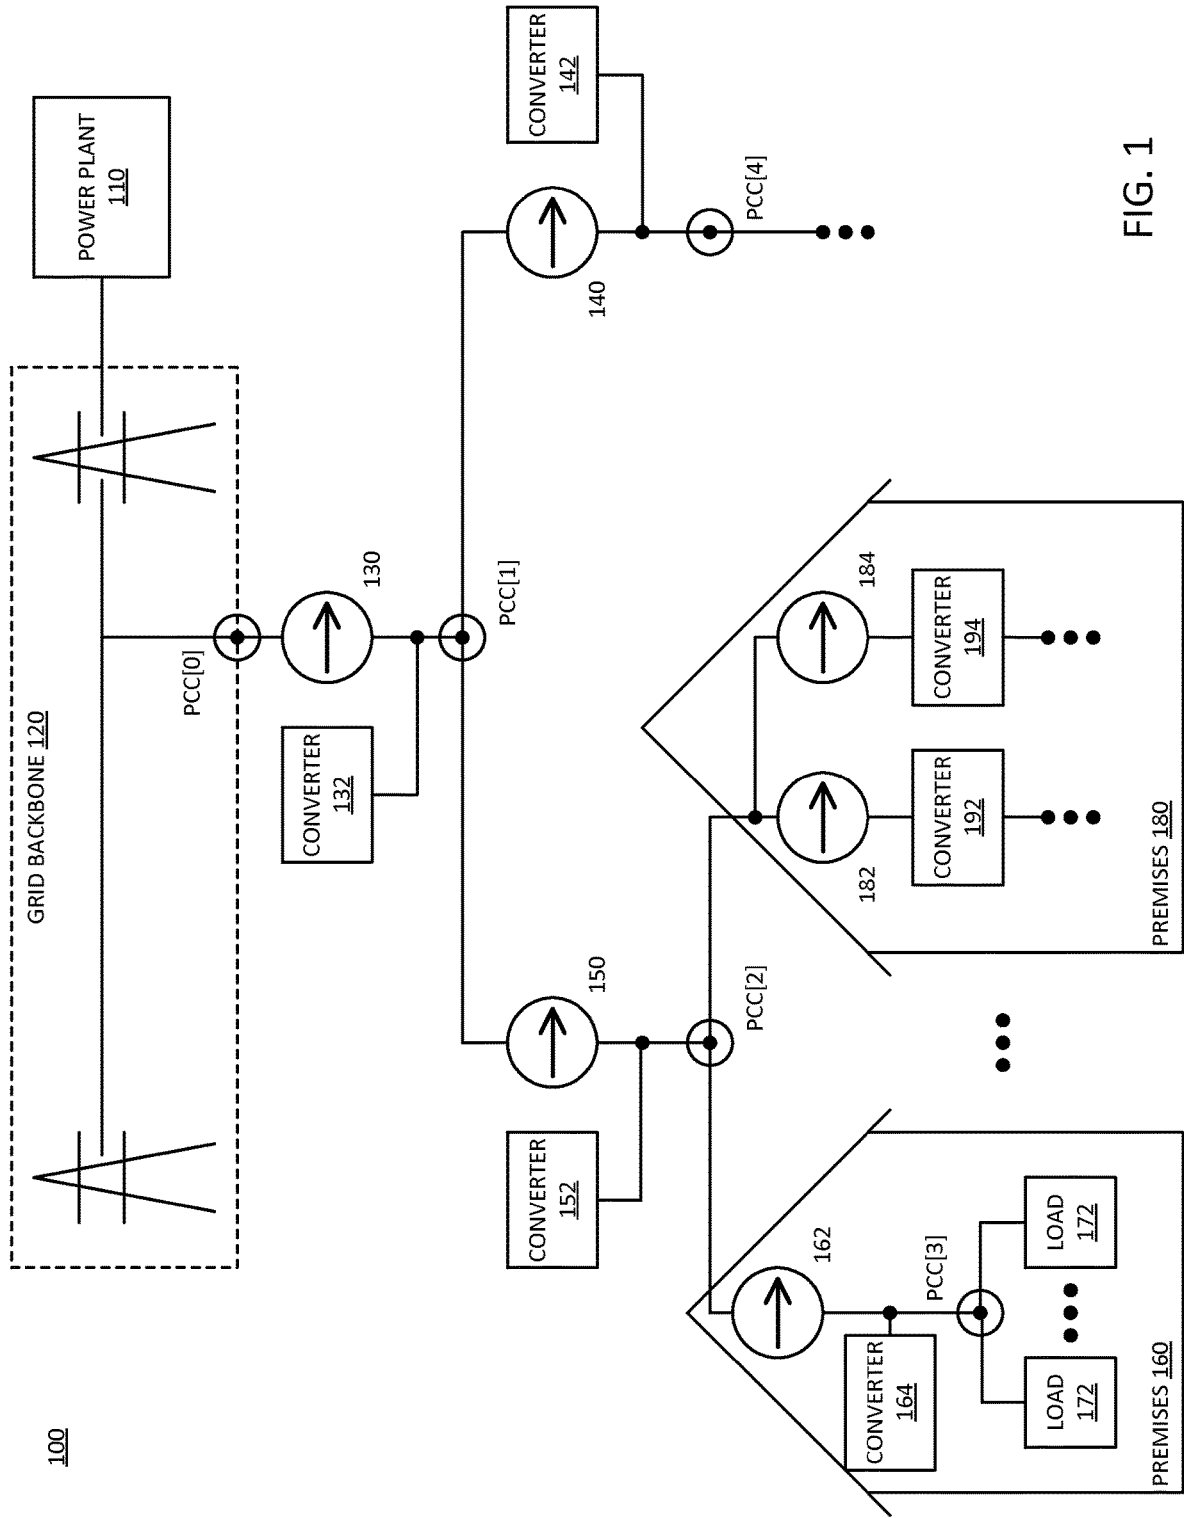 100
GRID BACKBONE 120
POWER PLANT
110
PCC[0]
130
CONVERTER
132
PCC[1]
CONVERTER
152
150
PCC[2]
140
CONVERTER
142
PCC[4]
162
CONVERTER
164
PCC[3]
LOAD
172
LOAD
172
PREMISES 160
182
184
CONVERTER
192
CONVERTER
194
PREMISES 180
FIG. 1